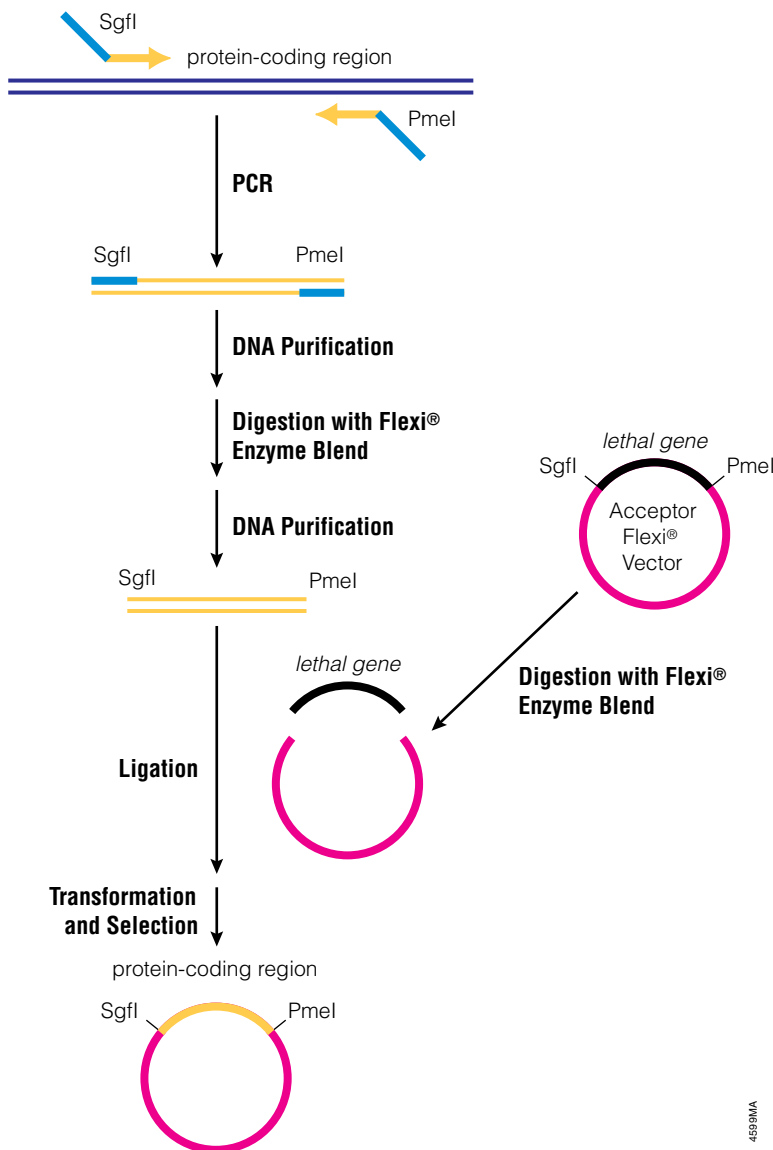 SgfI
protein-coding region
PmeI
PCR
SgfI
PmeI
DNA Purification
Digestion with Flexi®
Enzyme Blend
DNA Purification
SgfI
PmeI
lethal gene
SgfI
PmeI
Acceptor
Flexi®
Vector
Digestion with Flexi®
Enzyme Blend
lethal gene
Ligation
Transformation
and Selection
protein-coding region
SgfI
PmeI
4599MA